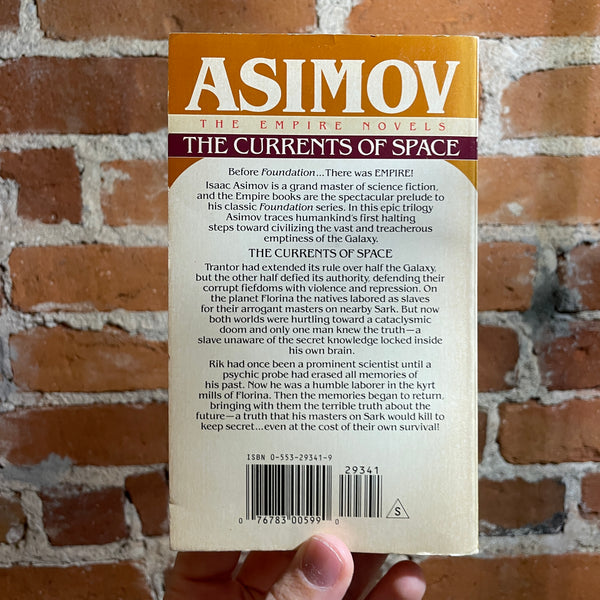 ASIMOV
THE EMPIRE NOVELS
THE CURRENTS OF SPACE
Before Foundation...There was EMPIRE!
Isaac Asimov is a grand master of science fiction,
and the Empire books are the spectacular prelude to
his classic Foundation series. In this epic trilogy
Asimov traces humankind's first halting
steps toward civilizing the vast and treacherous
emptiness of the Galaxy.
THE CURRENTS OF SPACE
Trantor had extended its rule over half the Galaxy,
but the other half defied its authority, defending their
corrupt fiefdoms with violence and repression. On
the planet Florina the natives labored as slaves
for their arrogant masters on nearby Sark. But now
both worlds were hurtling toward a cataclysmic
doom and only one man knew the truth—a
slave unaware of the secret knowledge locked inside
his own brain.
Rik had once been a prominent scientist until a
psychic probe had erased all memories of
his past. Now he was a humble laborer in the kyrt
mills of Florina. Then the memories began to return,
bringing with them the terrible truth about the
future—a truth that his masters on Sark would kill to
keep secret...even at the cost of their own survival!
ISBN 0-553-29341-9
29341
0 76783 00599 0
S